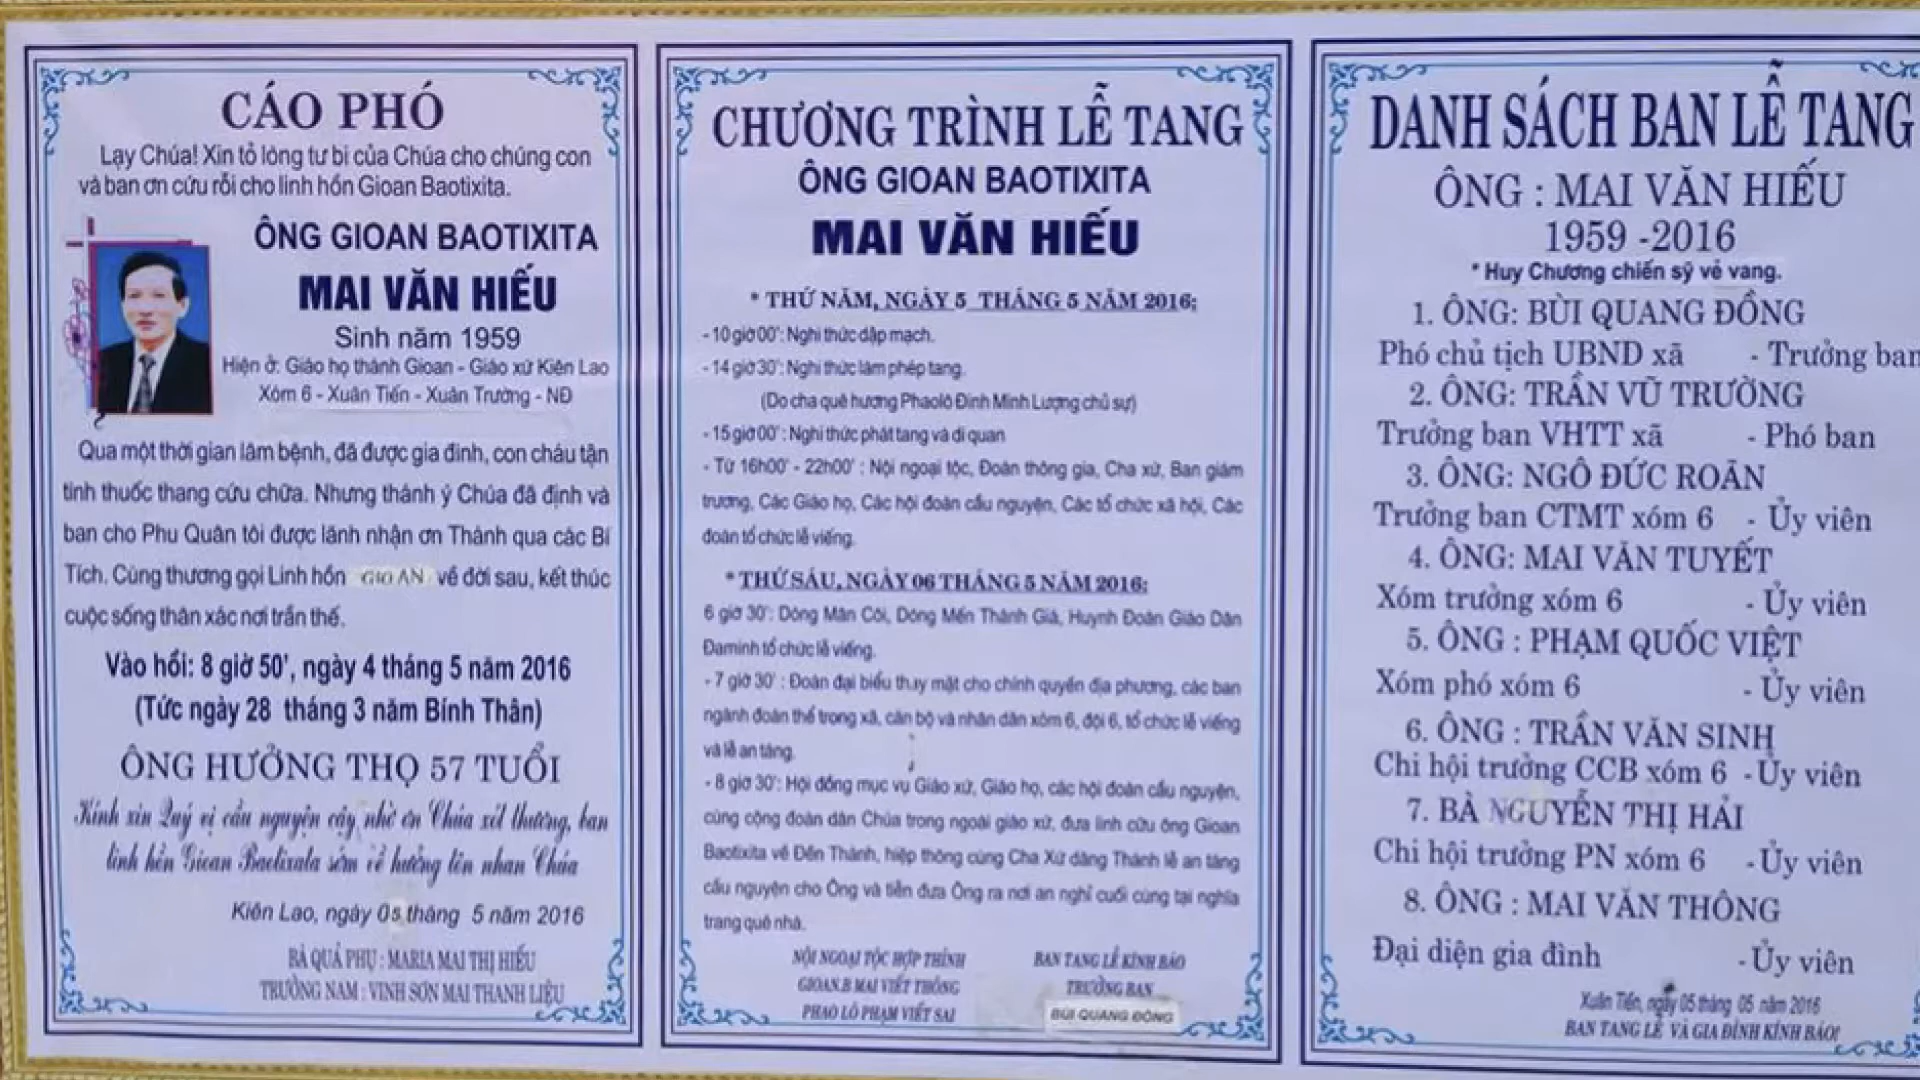 CÁO PHÓ
Lạy Chúa! Xin tỏ lòng từ bi của Chúa cho chúng con
và ban ơn cứu rỗi cho linh hồn Gioan Baotixita.
ÔNG GIOAN BAOTIXITA
MAI VĂN HIẾU
Sinh năm 1959
Hiện ở: Giáo họ thánh Gioan - Giáo xứ Kiên Lao
Xóm 6 - Xuân Tiến - Xuân Trường - NĐ
Qua một thời gian lâm bệnh, đã được gia đình, con cháu tận
tình thuốc thang cứu chữa. Nhưng thánh ý Chúa đã định và
ban cho Phu Quân tôi được lãnh nhận ơn Thánh qua các Bí
Tích. Cùng thương gọi Linh hồn GIOAN về đời sau, kết thúc
cuộc sống thân xác nơi trần thế.
Vào hồi: 8 giờ 50', ngày 4 tháng 5 năm 2016
(Tức ngày 28 tháng 3 năm Bính Thân)
ÔNG HƯỞNG THỌ 57 TUỔI
Kính xin Quý vị cầu nguyện cậy nhờ ơn Chúa xót thương, ban
linh hồn Gioan Baotixata sớm về hưởng tôn nhan Chúa
Kiên Lao, ngày 05 tháng 5 năm 2016
BÀ QUẢ PHỤ : MARIA MAI THỊ HIẾU
TRƯỞNG NAM : VINH SƠN MAI THANH LIỆU
CHƯƠNG TRÌNH LỄ TANG
ÔNG GIOAN BAOTIXITA
MAI VĂN HIẾU
* THỨ NĂM, NGÀY 5 THÁNG 5 NĂM 2016:
- 10 giờ 00': Nghi thức dập mạch.
- 14 giờ 30': Nghi thức làm phép tang.
(Do cha quê hương Phaolô Đinh Minh Lượng chủ sự)
- 15 giờ 00' : Nghi thức phát tang và di quan
- Từ 16h00' - 22h00' : Nội ngoại tộc, Đoàn thông gia, Cha xứ, Ban giám
trương, Các Giáo họ, Các hội đoàn cầu nguyện, Các tổ chức xã hội, Các
đoàn tổ chức lễ viếng.
* THỨ SÁU, NGÀY 06 THÁNG 5 NĂM 2016:
6 giờ 30': Dòng Mân Côi, Dòng Mến Thánh Giá, Huynh Đoàn Giáo Dân
Đaminh tổ chức lễ viếng.
- 7 giờ 30' : Đoàn đại biểu thay mặt cho chính quyền địa phương, các ban
ngành đoàn thể trong xã, cán bộ và nhân dân xóm 6, đội 6, tổ chức lễ viếng
và lễ an táng.
- 8 giờ 30': Hội đồng mục vụ Giáo xứ, Giáo họ, các hội đoàn cầu nguyện,
cùng cộng đoàn dân Chúa trong ngoài giáo xứ, đưa linh cữu ông Gioan
Baotixita về Đền Thánh, hiệp thông cùng Cha Xứ dâng Thánh lễ an táng
cầu nguyện cho Ông và tiễn đưa Ông ra nơi an nghỉ cuối cùng tại nghĩa
trang quê nhà.
NỘI NGOẠI TỘC HỢP THỈNH
GIOAN.B MAI VIẾT THÔNG
PHAO LÔ PHẠM VIẾT SAI
BAN TANG LỄ KÍNH BÁO
TRƯỞNG BAN
BÙI QUANG ĐỒNG
DANH SÁCH BAN LỄ TANG
ÔNG : MAI VĂN HIẾU
1959 -2016
* Huy Chương chiến sỹ vẻ vang.
1. ÔNG: BÙI QUANG ĐỒNG
Phó chủ tịch UBND xã - Trưởng ban
2. ÔNG: TRẦN VŨ TRƯỜNG
Trưởng ban VHTT xã - Phó ban
3. ÔNG: NGÔ ĐỨC ROÃN
Trưởng ban CTMT xóm 6 - Ủy viên
4. ÔNG: MAI VĂN TUYẾT
Xóm trưởng xóm 6 - Ủy viên
5. ÔNG : PHẠM QUỐC VIỆT
Xóm phó xóm 6 - Ủy viên
6. ÔNG : TRẦN VĂN SINH
Chi hội trưởng CCB xóm 6 - Ủy viên
7. BÀ NGUYỄN THỊ HẢI
Chi hội trưởng PN xóm 6 - Ủy viên
8. ÔNG : MAI VĂN THÔNG
Đại diện gia đình - Ủy viên
Xuân Tiến, ngày 05 tháng 05 năm 2016
BAN TANG LỄ VÀ GIA ĐÌNH KÍNH BÁO!